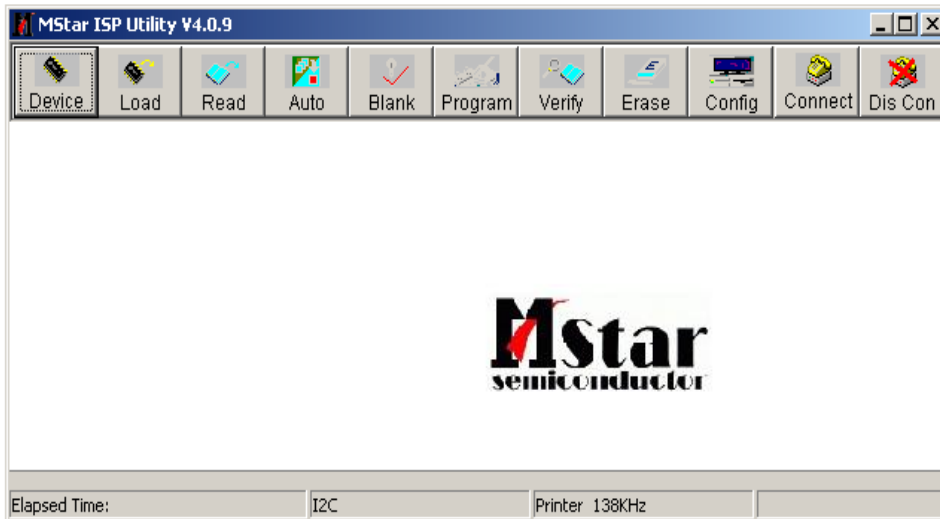 MStar ISP Utility V4.0.9
Device Load Read Auto Blank Program Verify Erase Config Connect Dis Con
MStar
semiconductor
Elapsed Time: I2C Printer 138KHz